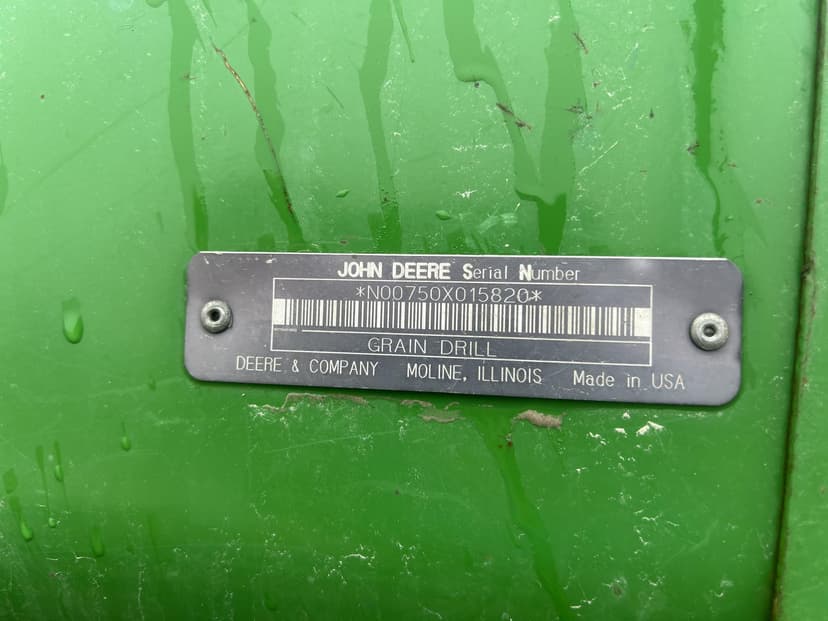 JOHN DEERE Serial Number
*N00750X015820*
GRAIN DRILL
DEERE & COMPANY MOLINE, ILLINOIS Made in USA